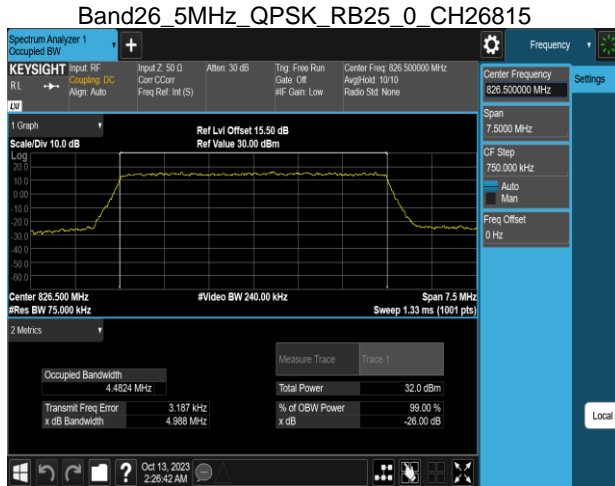 Band26_5MHz_QPSK_RB25_0_CH26815
Spectrum Analyzer 1
Occupied BW
Frequency
KEYSIGHT
RL
LXI
Input: RF
Coupling: DC
Align: Auto
Input Z: 50 Ω
Corr CCorr
Freq Ref: Int (S)
Atten: 30 dB
Trig: Free Run
Gate: Off
#IF Gain: Low
Center Freq: 826.500000 MHz
Avg|Hold: 10/10
Radio Std: None
Center Frequency
826.500000 MHz
Settings
Span
7.5000 MHz
CF Step
750.000 kHz
Auto
Man
Freq Offset
0 Hz
1 Graph
Scale/Div 10.0 dB
Ref Lvl Offset 15.50 dB
Ref Value 30.00 dBm
Log
20.0
10.0
0.00
-10.0
-20.0
-30.0
-40.0
-50.0
-60.0
Center 826.500 MHz
#Res BW 75.000 kHz
#Video BW 240.00 kHz
Span 7.5 MHz
Sweep 1.33 ms (1001 pts)
2 Metrics
Measure Trace
Trace 1
Occupied Bandwidth
4.4824 MHz
Total Power 32.0 dBm
Transmit Freq Error 3.187 kHz
% of OBW Power 99.00 %
x dB Bandwidth 4.988 MHz
x dB -26.00 dB
Local
?
Oct 13, 2023
2:26:42 AM